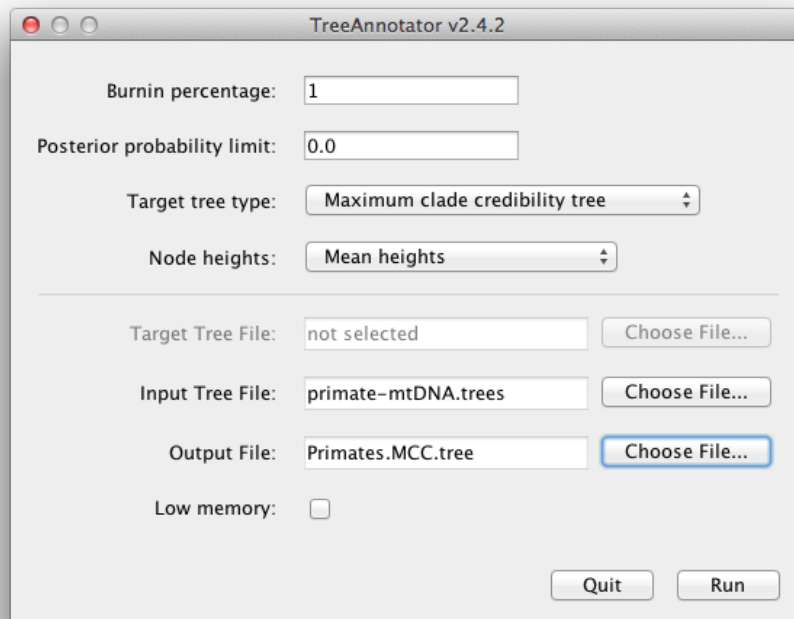 TreeAnnotator v2.4.2
Burnin percentage: 1
Posterior probability limit: 0.0
Target tree type: Maximum clade credibility tree
Node heights: Mean heights
Target Tree File: not selected Choose File...
Input Tree File: primate-mtDNA.trees Choose File...
Output File: Primates.MCC.tree Choose File...
Low memory:
Quit Run